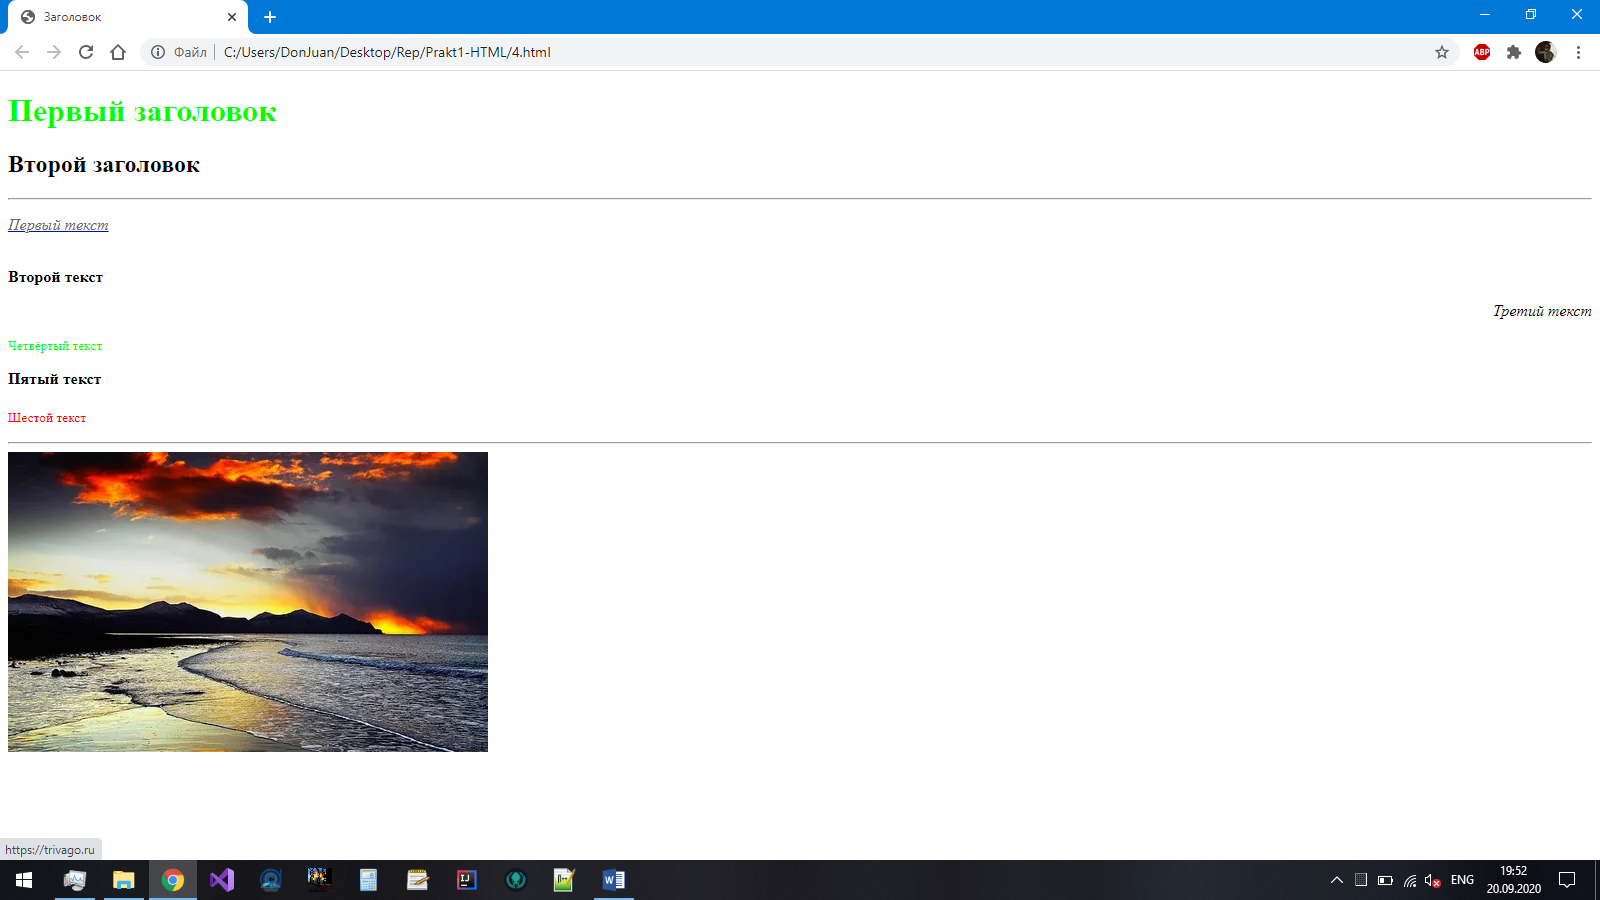 Заголовок
Файл C:/Users/DonJuan/Desktop/Rep/Prakt1-HTML/4.html
ABP
Первый заголовок
Второй заголовок
Первый текст
Второй текст
Третий текст
Четвёртый текст
Пятый текст
Шестой текст
https://trivago.ru
ENG
19:52
20.09.2020